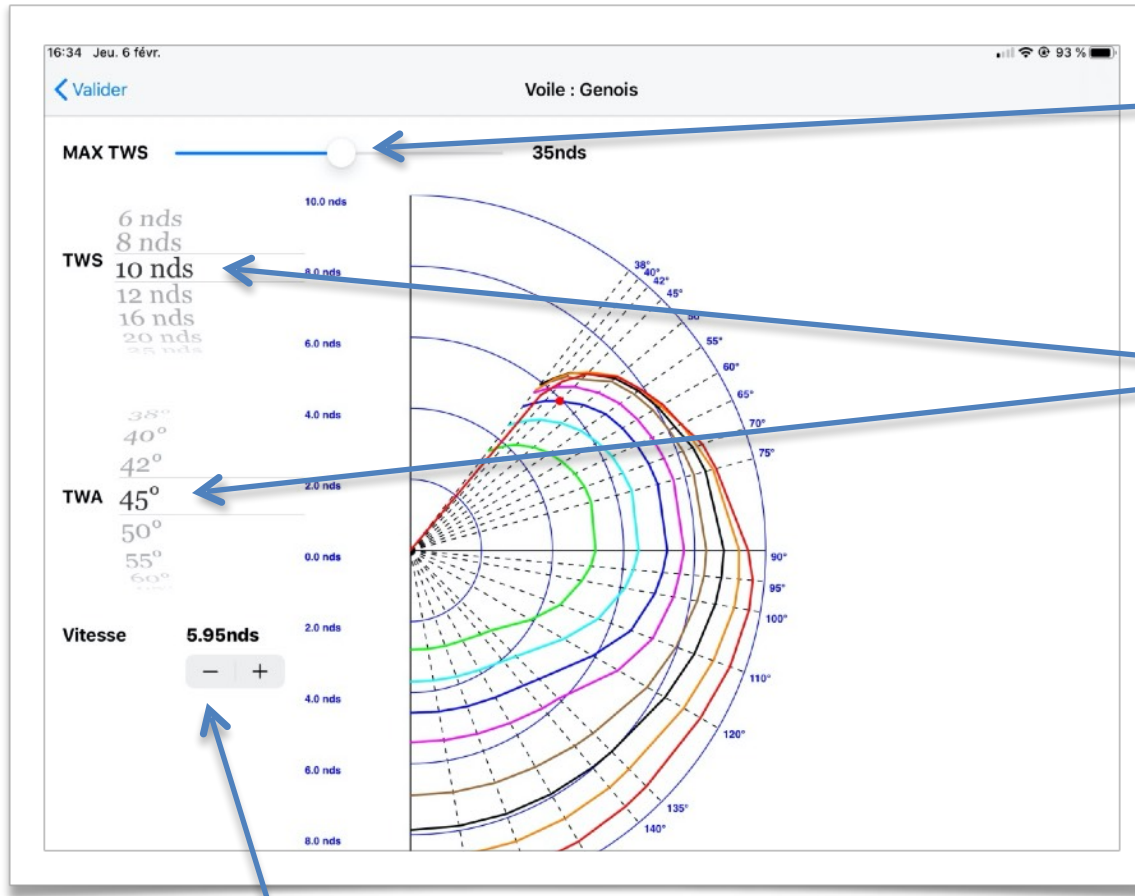 16:34 Jeu. 6 févr.
93 %
Valider
Voile : Genois
MAX TWS
35nds
10.0 nds
6 nds
8 nds
TWS
10 nds
8.0 nds
12 nds
16 nds
20 nds
25 nds
38°
40°
42°
45°
50°
55°
60°
65°
70°
75°
6.0 nds
4.0 nds
38°
40°
42°
TWA
45°
2.0 nds
50°
55°
60°
0.0 nds
90°
95°
100°
Vitesse
5.95nds
2.0 nds
− +
110°
4.0 nds
120°
6.0 nds
135°
140°
8.0 nds